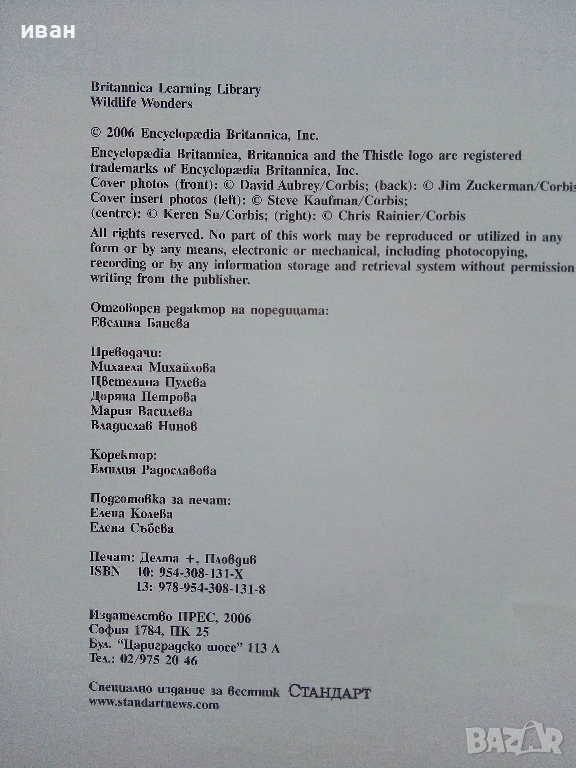 иван
Britannica Learning Library
Wildlife Wonders
© 2006 Encyclopædia Britannica, Inc.
Encyclopædia Britannica, Britannica and the Thistle logo are registered
trademarks of Encyclopædia Britannica, Inc.
Cover photos (front): © David Aubrey/Corbis; (back): © Jim Zuckerman/Corbis
Cover insert photos (left): © Steve Kaufman/Corbis;
(centre): © Keren Su/Corbis; (right): © Chris Rainier/Corbis
All rights reserved. No part of this work may be reproduced or utilized in any
form or by any means, electronic or mechanical, including photocopying,
recording or by any information storage and retrieval system without permission
writing from the publisher.
Отговорен редактор на поредицата:
Евелина Банева
Преводачи:
Михаела Михайлова
Цветелина Пулева
Доряна Петрова
Мария Василева
Владислав Нинов
Коректор:
Емилия Радославова
Подготовка за печат:
Елена Колева
Елена Събева
Печат: Делта +, Пловдив
ISBN 10: 954-308-131-X
13: 978-954-308-131-8
Издателство ПРЕС, 2006
София 1784, ПК 25
Бул. "Цариградско шосе" 113 А
Тел.: 02/975 20 46
Специално издание за вестник СТАНДАРТ
www.standartnews.com
BAZAR